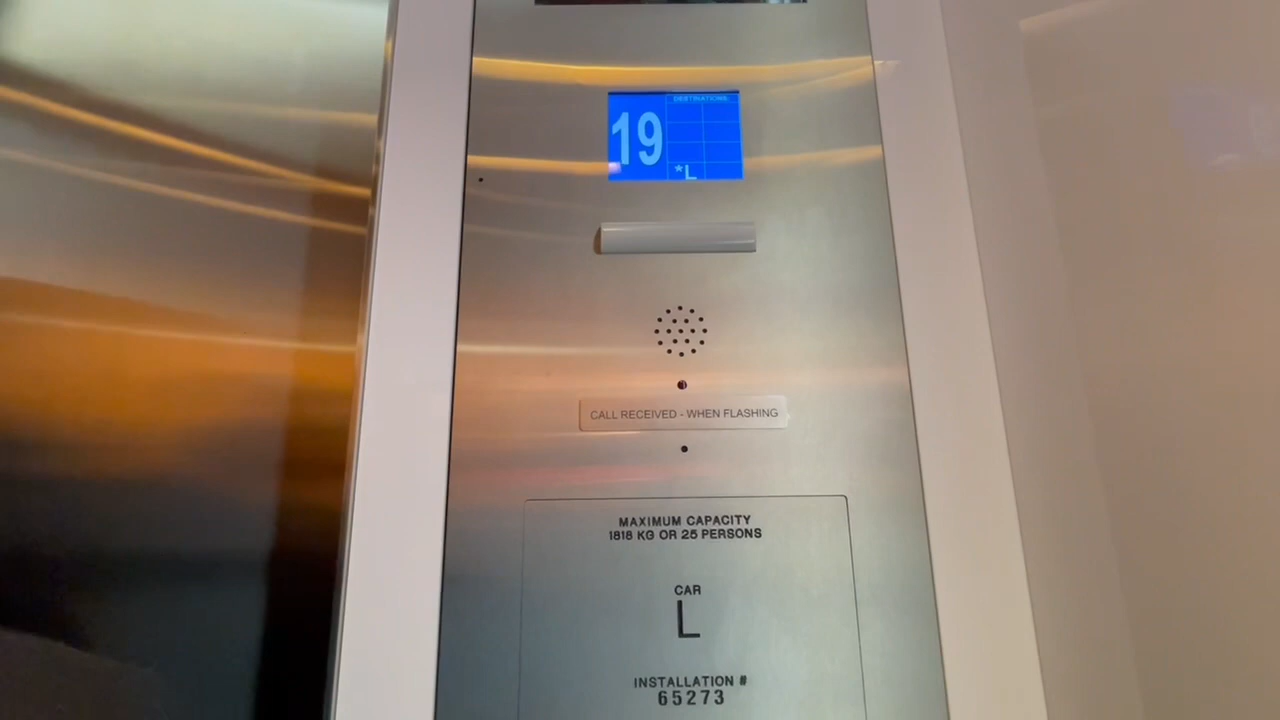 DESTINATIONS:
19
*L
CALL RECEIVED - WHEN FLASHING
MAXIMUM CAPACITY
1818 KG OR 25 PERSONS
CAR
L
INSTALLATION #
65273